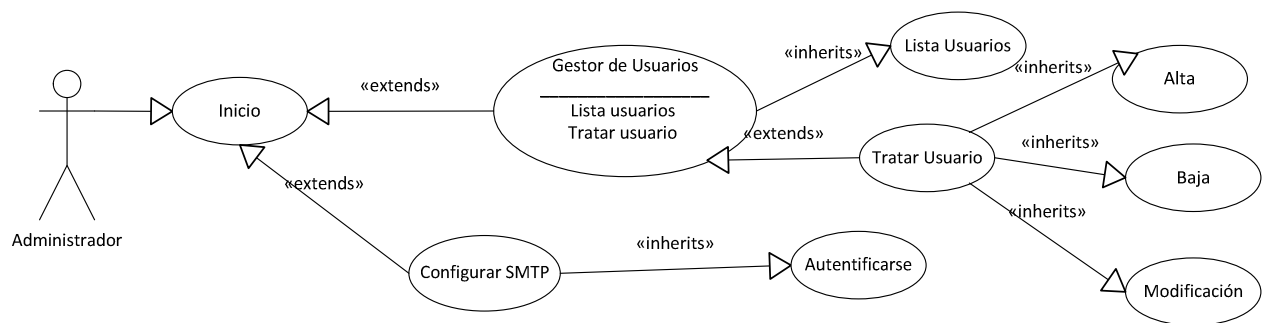 Lista Usuarios
«inherits»
Gestor de Usuarios
Lista usuarios
Tratar usuario
«extends»
Inicio
«extends»
«inherits»
Alta
Tratar Usuario
«inherits»
Baja
«inherits»
Modificación
«extends»
Administrador
Configurar SMTP
«inherits»
Autentificarse